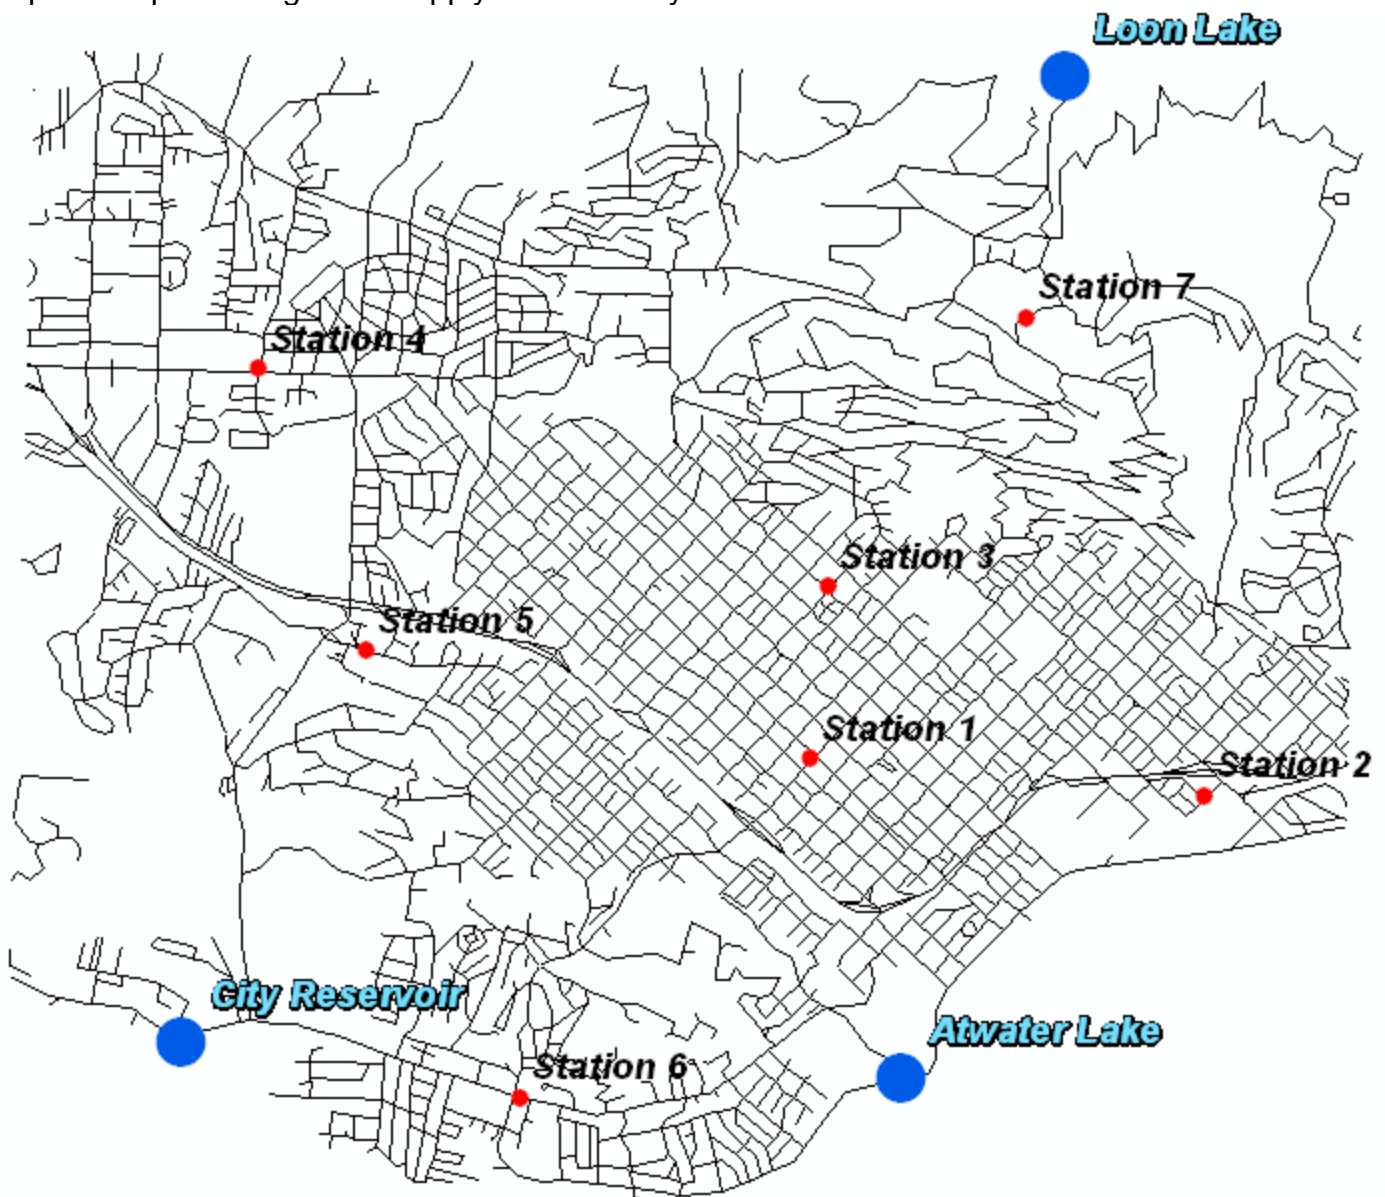 Loon Lake
Station 7
Station 4
Station 3
Station 5
Station 1
Station 2
City Reservoir
Atwater Lake
Station 6